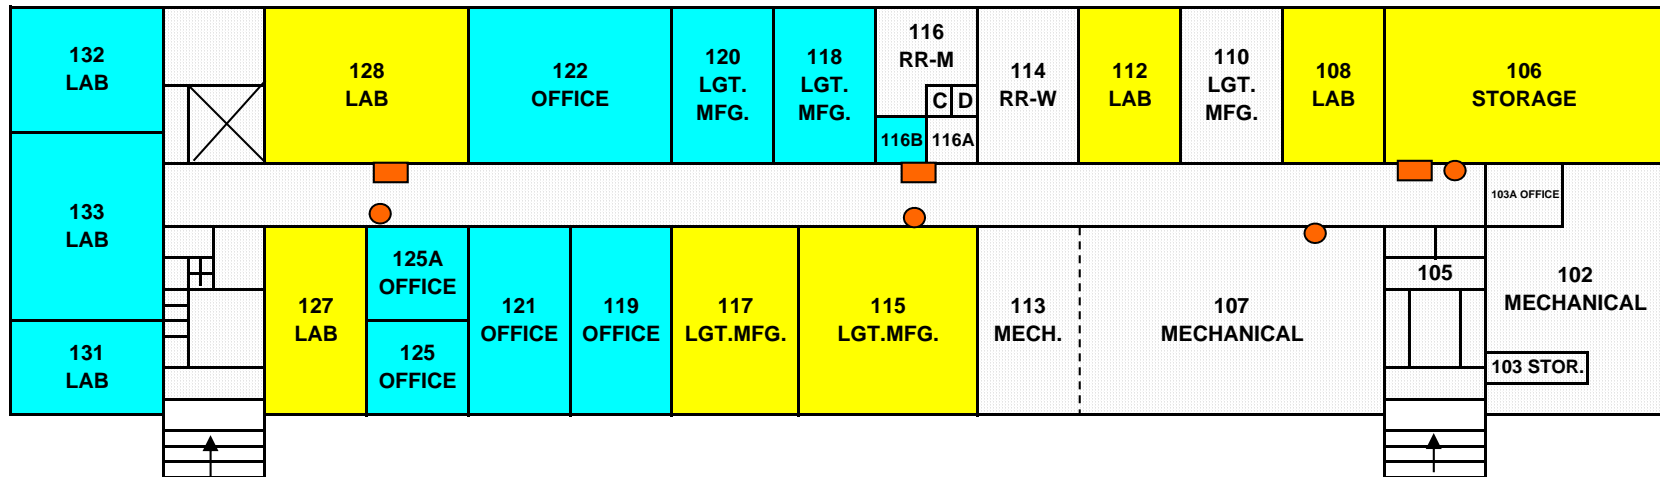 132
LAB
128
LAB
122
OFFICE
120
LGT.
MFG.
118
LGT.
MFG.
116
RR-M
C D
116B
116A
114
RR-W
112
LAB
110
LGT.
MFG.
108
LAB
106
STORAGE
133
LAB
103A OFFICE
131
LAB
127
LAB
125A
OFFICE
125
OFFICE
121
OFFICE
119
OFFICE
117
LGT.MFG.
115
LGT.MFG.
113
MECH.
107
MECHANICAL
105
102
MECHANICAL
103 STOR.